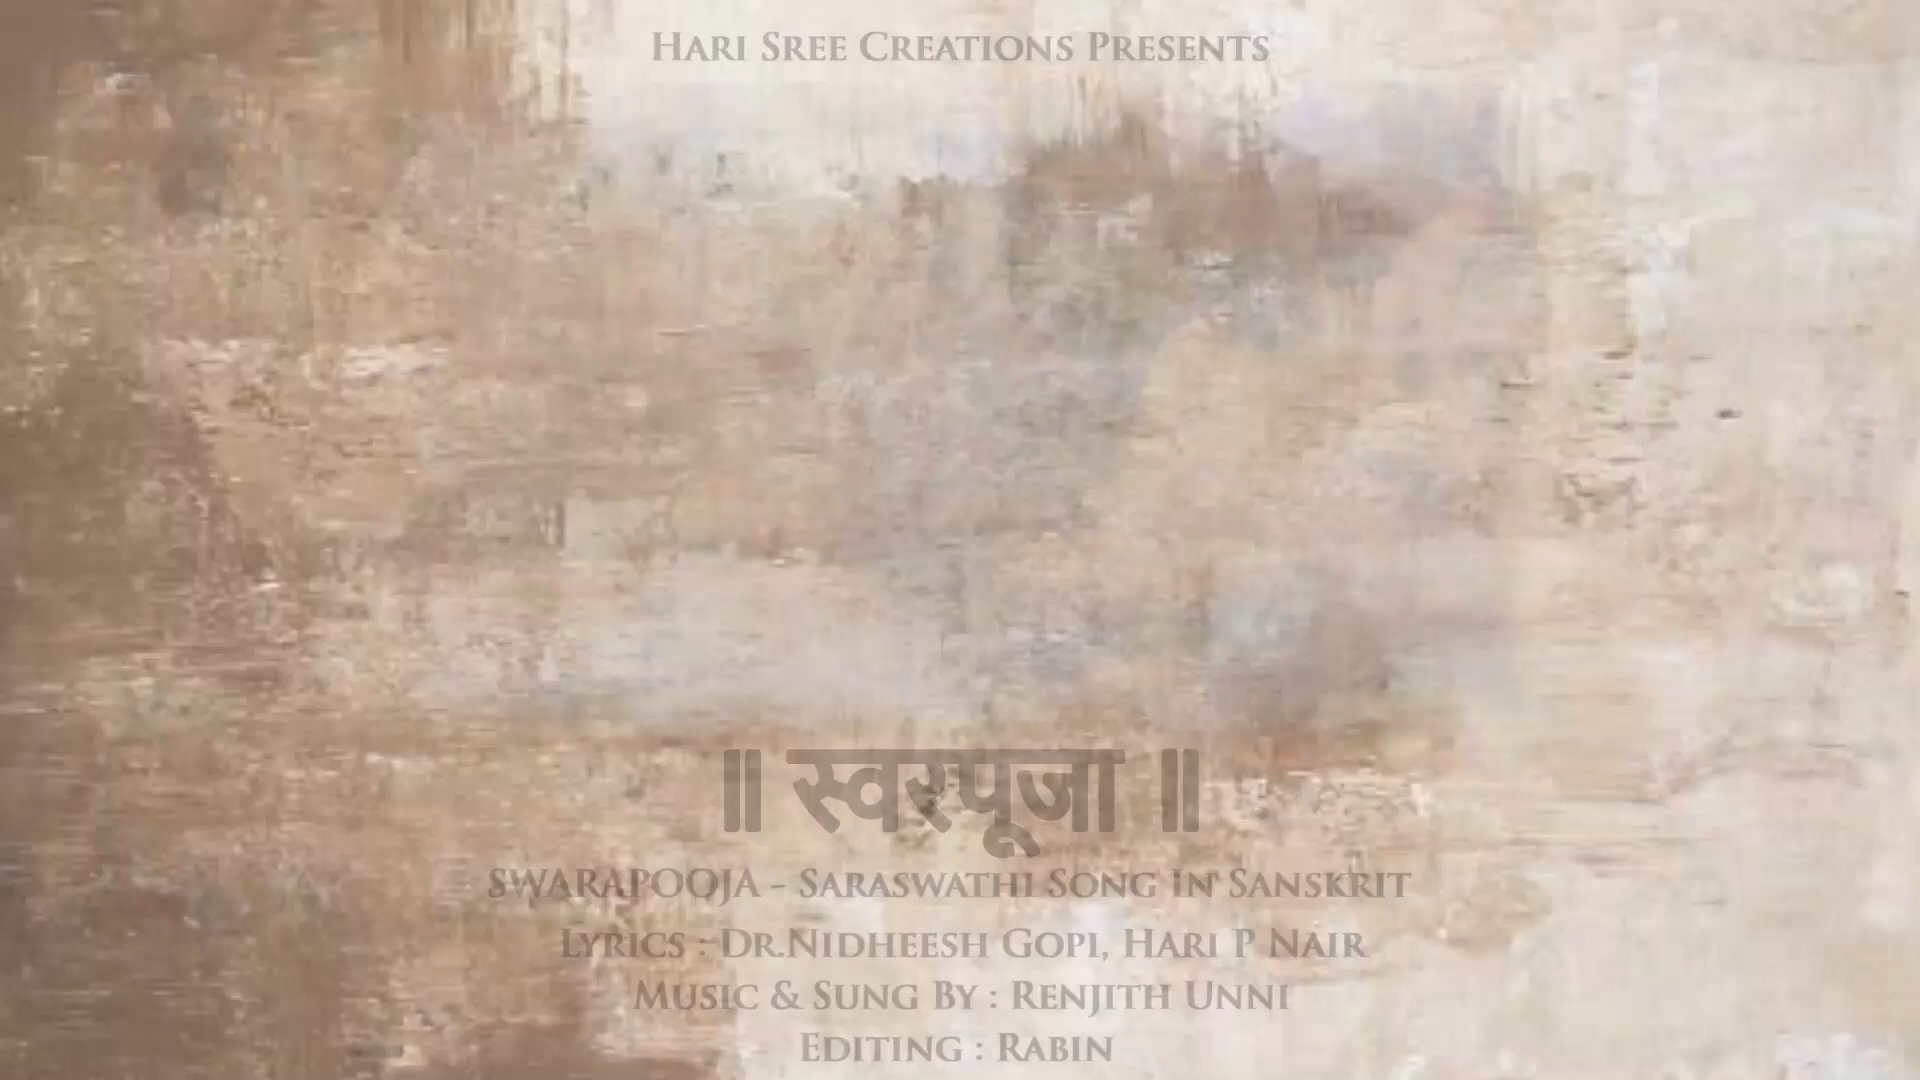 Hari Sree Creations Presents
॥ स्वरपूजा ॥
SWARAPOOJA - Saraswathi Song In Sanskrit
Lyrics : Dr.Nidheesh Gopi, Hari P Nair
Music & Sung By : Renjith Unni
Editing : Rabin